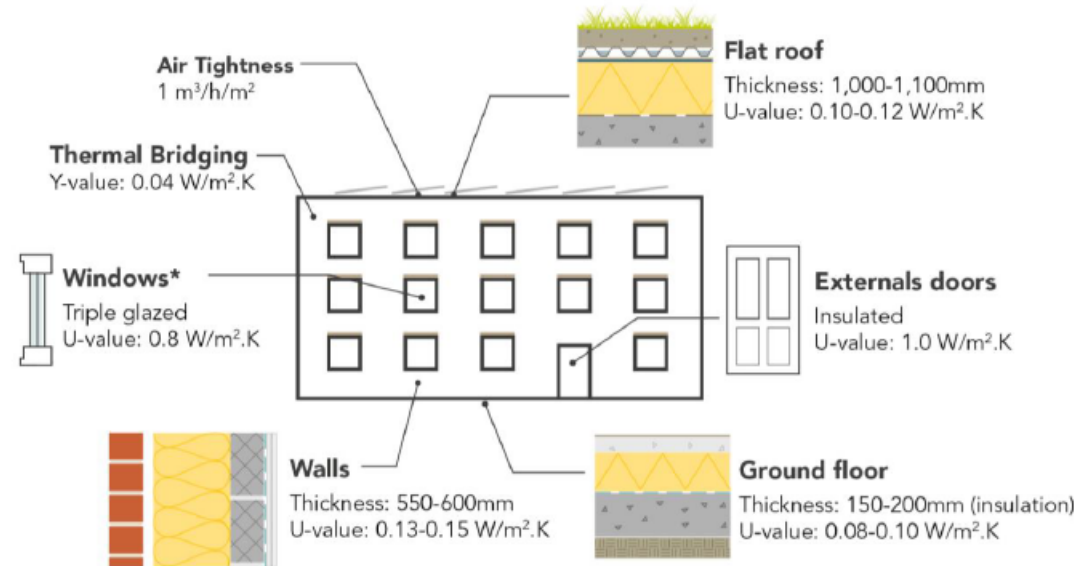 Air Tightness
1 m³/h/m²
Flat roof
Thickness: 1,000-1,100mm
U-value: 0.10-0.12 W/m².K
Thermal Bridging
Y-value: 0.04 W/m².K
Windows*
Triple glazed
U-value: 0.8 W/m².K
Externals doors
Insulated
U-value: 1.0 W/m².K
Walls
Thickness: 550-600mm
U-value: 0.13-0.15 W/m².K
Ground floor
Thickness: 150-200mm (insulation)
U-value: 0.08-0.10 W/m².K